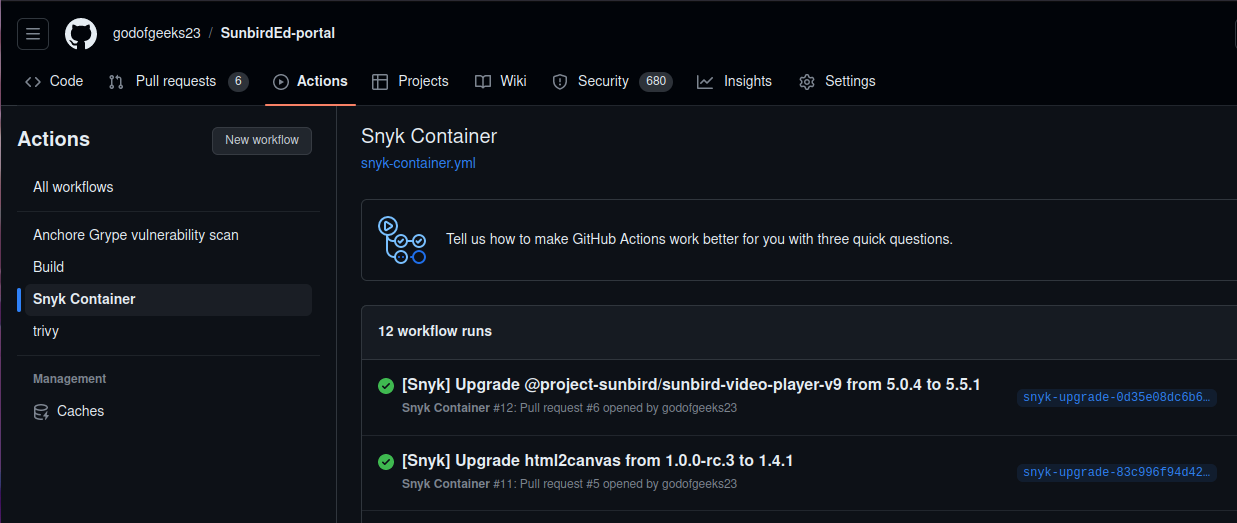 godofgeeks23 / SunbirdEd-portal
Code Pull requests 6 Actions Projects Wiki Security 680 Insights Settings
Actions
New workflow
All workflows
Anchore Grype vulnerability scan
Build
Snyk Container
trivy
Management
Caches
Snyk Container
snyk-container.yml
Tell us how to make GitHub Actions work better for you with three quick questions.
12 workflow runs
[Snyk] Upgrade @project-sunbird/sunbird-video-player-v9 from 5.0.4 to 5.5.1
Snyk Container #12: Pull request #6 opened by godofgeeks23
snyk-upgrade-0d35e08dc6b6…
[Snyk] Upgrade html2canvas from 1.0.0-rc.3 to 1.4.1
Snyk Container #11: Pull request #5 opened by godofgeeks23
snyk-upgrade-83c996f94d42…